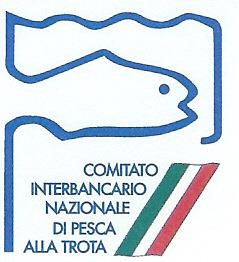 COMITATO
INTERBANCARIO
NAZIONALE
DI PESCA
ALLA TROTA